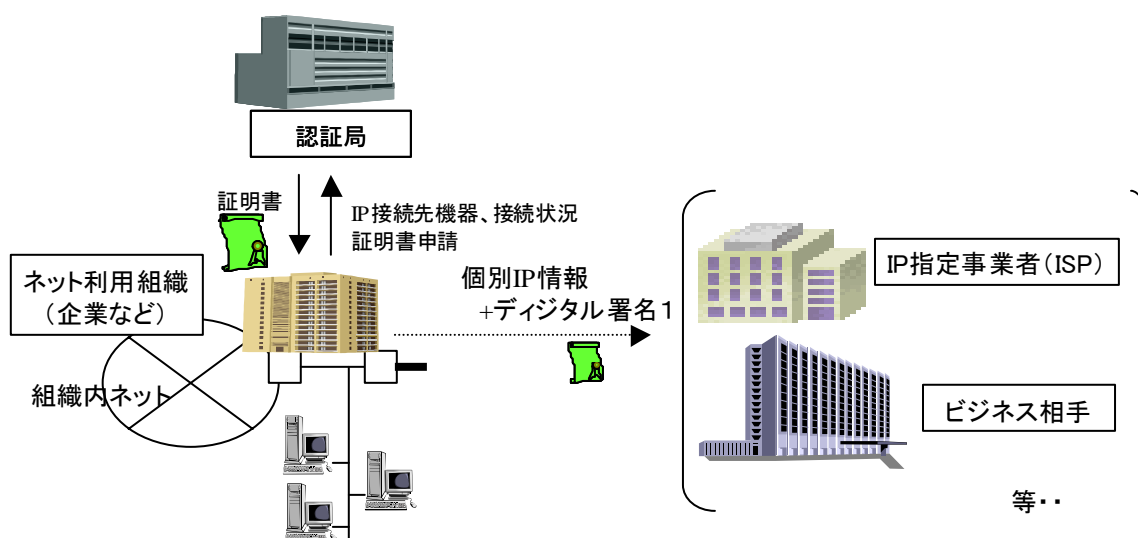 認証局
証明書
IP接続先機器、接続状況
証明書申請
ネット利用組織
（企業など）
個別IP情報
+ディジタル署名1
IP指定事業者（ISP）
組織内ネット
ビジネス相手
等・・